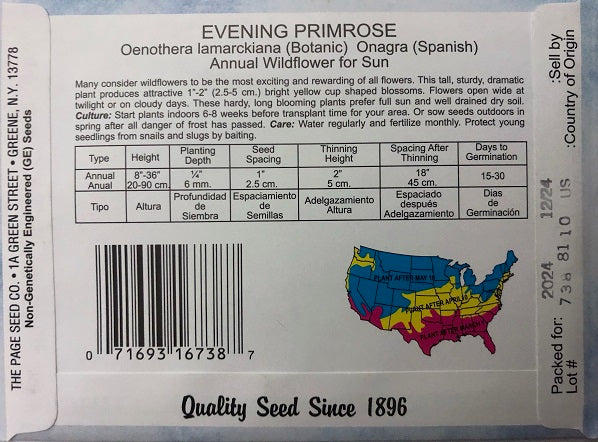 EVENING PRIMROSE
Oenothera lamarckiana (Botanic) Onagra (Spanish)
Annual Wildflower for Sun
Many consider wildflowers to be the most exciting and rewarding of all flowers. This tall, sturdy, dramatic
plant produces attractive 1"-2" (2.5-5 cm.) bright yellow cup shaped blossoms. Flowers open wide at
twilight or on cloudy days. These hardy, long blooming plants prefer full sun and well drained dry soil.
Culture: Start plants indoors 6-8 weeks before transplant time for your area. Or sow seeds outdoors in
spring after all danger of frost has passed. Care: Water regularly and fertilize monthly. Protect young
seedlings from snails and slugs by baiting.
Type Height Planting Depth Seed Spacing Thinning Height Spacing After Thinning Days to Germination
Annual Anual 8"-36" 20-90 cm. ¼" 6 mm. 1" 2.5 cm. 2" 5 cm. 18" 45 cm. 15-30
Tipo Altura Profundidad de Siembra Espaciamiento de Semillas Adelgazamiento Altura Espaciado después Adelgazamiento Dias de Germinación
0 71693 16738 7
PLANT AFTER MAY 10
PLANT AFTER APRIL 10
PLANT AFTER MARCH 1
Quality Seed Since 1896
THE PAGE SEED CO. • 1A GREEN STREET • GREENE, N.Y. 13778
Non-Genetically Engineered (GE) Seeds
Packed for: 2024 1224 :Sell by
Lot # 738 8110 US :Country of Origin